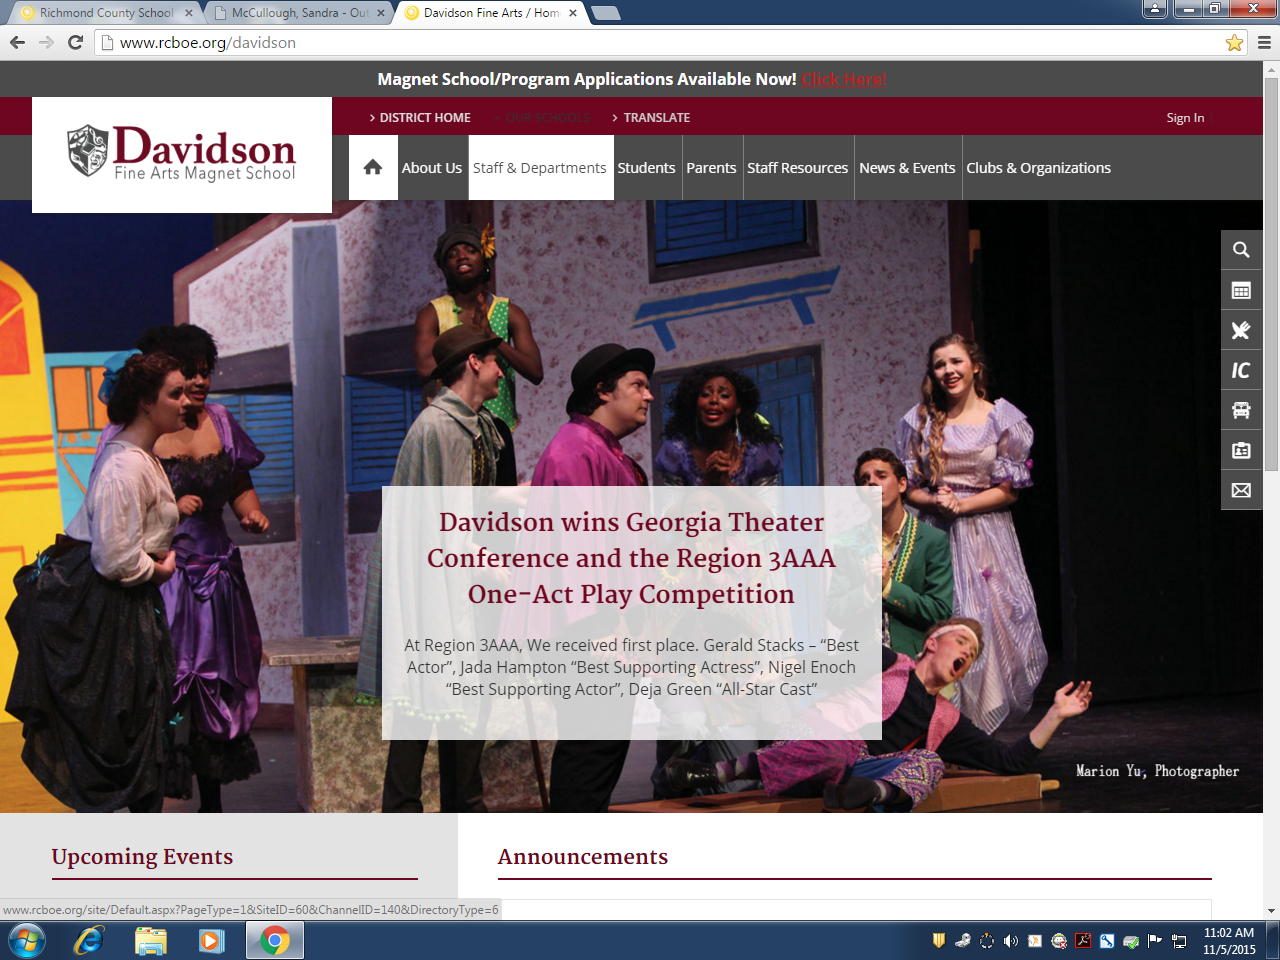 Richmond County School
McCullough, Sandra - Out
Davidson Fine Arts / Hom
www.rcboe.org/davidson
Magnet School/Program Applications Available Now! Click Here!
DISTRICT HOME
OUR SCHOOLS
TRANSLATE
Sign In
Davidson
Fine Arts Magnet School
About Us
Staff & Departments
Students
Parents
Staff Resources
News & Events
Clubs & Organizations
IC
Davidson wins Georgia Theater
Conference and the Region 3AAA
One-Act Play Competition
At Region 3AAA, We received first place. Gerald Stacks – “Best
Actor”, Jada Hampton “Best Supporting Actress”, Nigel Enoch
“Best Supporting Actor”, Deja Green “All-Star Cast”
Marion Yu, Photographer
Upcoming Events
Announcements
www.rcboe.org/site/Default.aspx?PageType=1&SiteID=60&ChannelID=140&DirectoryType=6
11:02 AM
11/5/2015